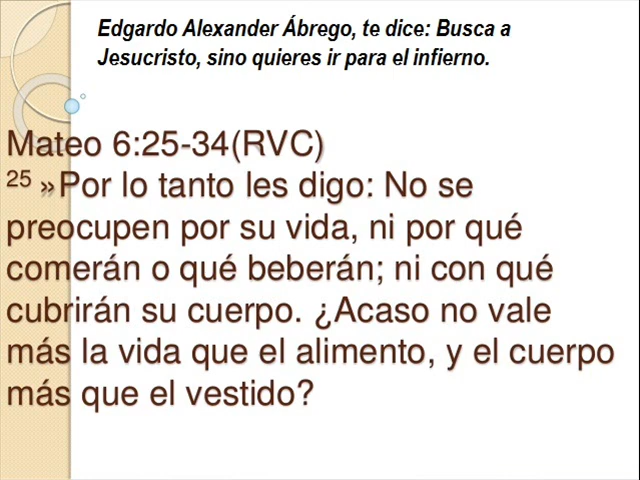 Edgardo Alexander Ábrego, te dice: Busca a
Jesucristo, sino quieres ir para el infierno.
Mateo 6:25-34(RVC)
25 »Por lo tanto les digo: No se
preocupen por su vida, ni por qué
comerán o qué beberán; ni con qué
cubrirán su cuerpo. ¿Acaso no vale
más la vida que el alimento, y el cuerpo
más que el vestido?